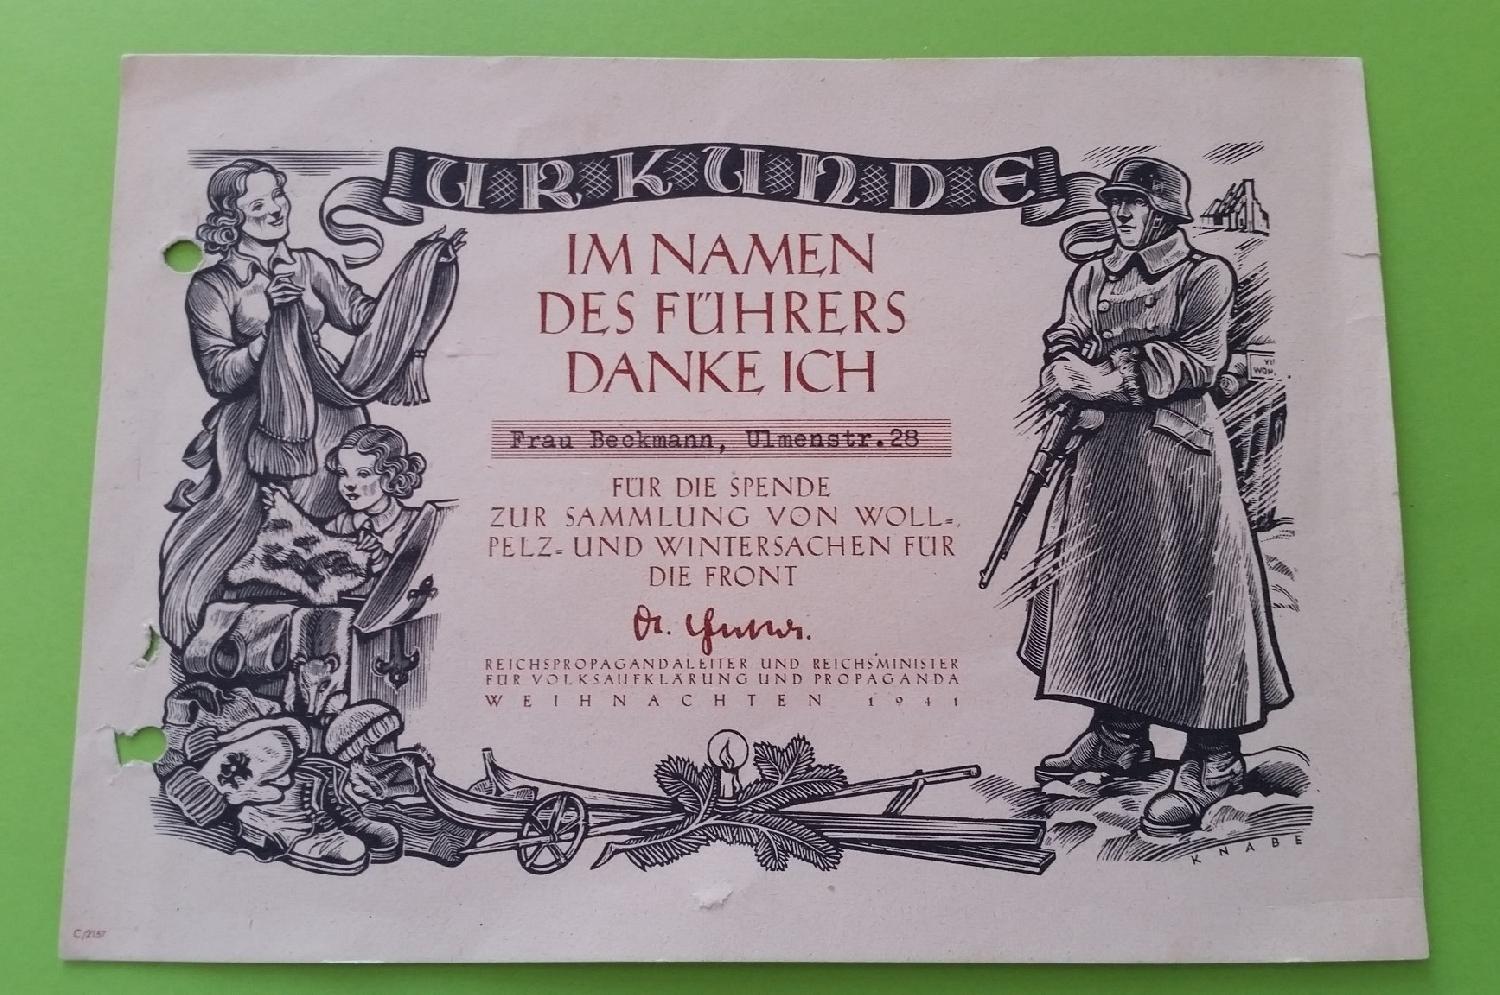 URKUNDE
IM NAMEN
DES FÜHRERS
DANKE ICH
Frau Beckmann, Ulmenstr.28
FÜR DIE SPENDE
ZUR SAMMLUNG VON WOLL=,
PELZ= UND WINTERSACHEN FÜR
DIE FRONT
Dr. Goebbels.
REICHSPROPAGANDALEITER UND REICHSMINISTER
FÜR VOLKSAUFKLÄRUNG UND PROPAGANDA
WEIHNACHTEN 1941
KNABE